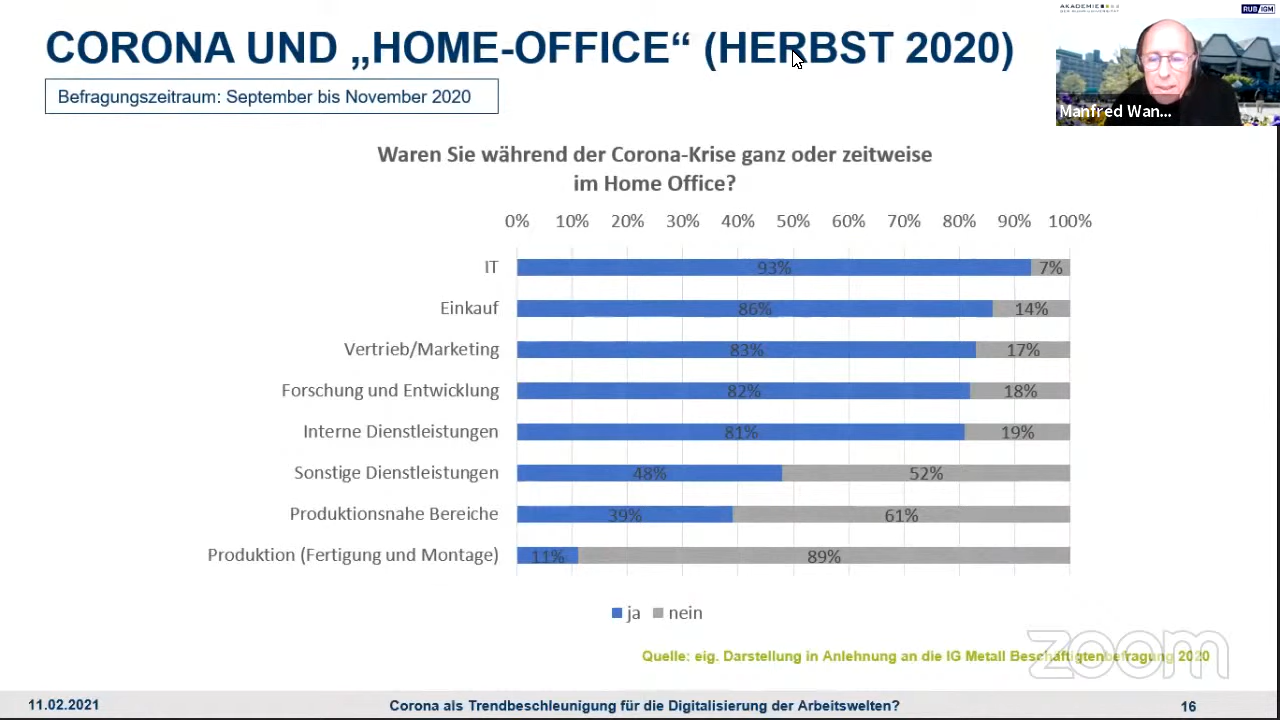 CORONA UND „HOME-OFFICE“ (HERBST 2020)
Befragungszeitraum: September bis November 2020
AKADEMIE
RUB/IGM
Manfred Wan...
Waren Sie während der Corona-Krise ganz oder zeitweise
im Home Office?
0% 10% 20% 30% 40% 50% 60% 70% 80% 90% 100%
IT 93% 7%
Einkauf 86% 14%
Vertrieb/Marketing 83% 17%
Forschung und Entwicklung 82% 18%
Interne Dienstleistungen 81% 19%
Sonstige Dienstleistungen 48% 52%
Produktionsnahe Bereiche 39% 61%
Produktion (Fertigung und Montage) 11% 89%
ja nein
zoom
Quelle: eig. Darstellung in Anlehnung an die IG Metall Beschäftigtenbefragung 2020
11.02.2021 Corona als Trendbeschleunigung für die Digitalisierung der Arbeitswelten? 16